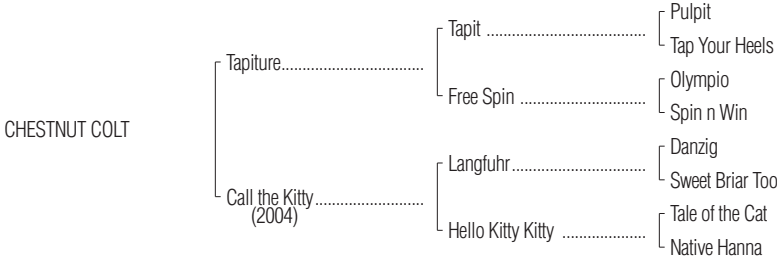 Pulpit
Tapit ..........................................
Tap Your Heels
Tapiture.....................................
Olympio
Free Spin .................................
Spin n Win
CHESTNUT COLT
Danzig
Langfuhr...................................
Sweet Briar Too
Call the Kitty............................
(2004)
Tale of the Cat
Hello Kitty Kitty ......................
Native Hanna